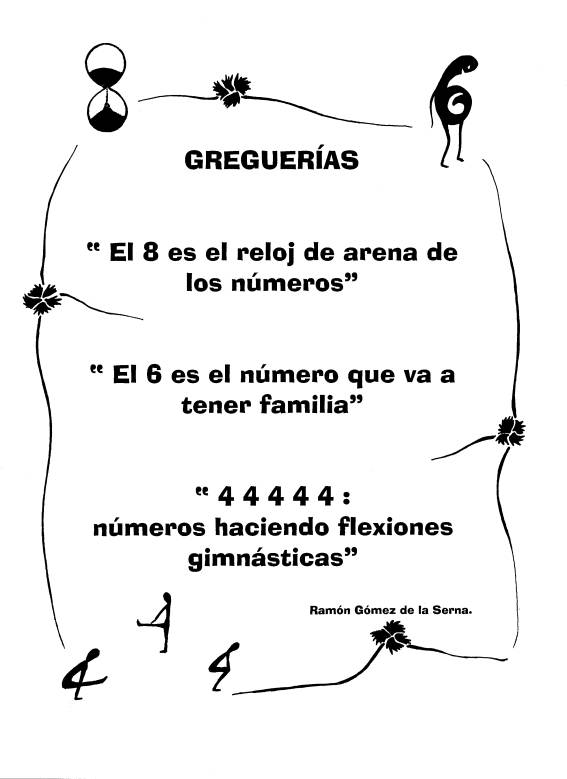 GREGUERÍAS
“ El 8 es el reloj de arena de
los números”
“ El 6 es el número que va a
tener familia”
“ 4 4 4 4 4 :
números haciendo flexiones
gimnásticas”
Ramón Gómez de la Serna.